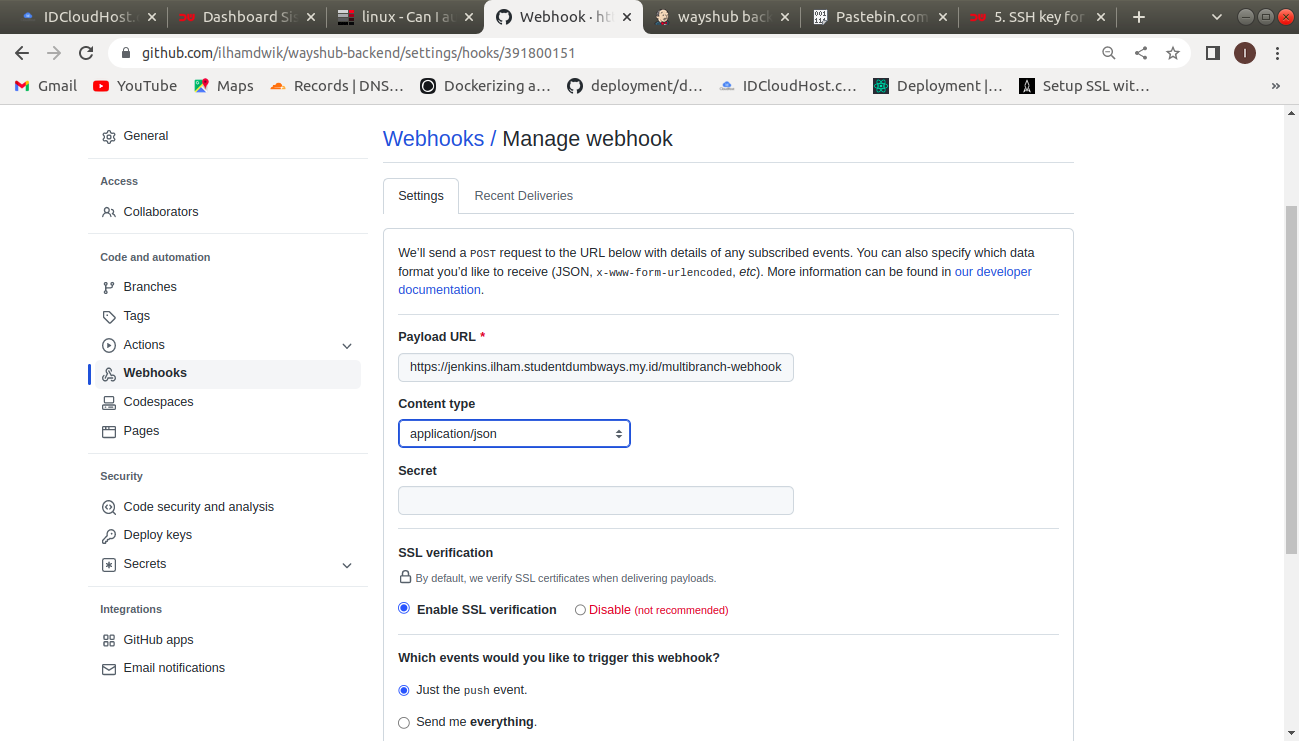 IDCloudHost.c
Dashboard Sis
linux - Can I au
Webhook · htt
wayshub back
Pastebin.com
5. SSH key for
github.com/ilhamdwik/wayshub-backend/settings/hooks/391800151
I
Gmail
YouTube
Maps
Records | DNS…
Dockerizing a…
deployment/d…
IDCloudHost.c…
Deployment |…
Setup SSL wit…
»
General
Access
Collaborators
Code and automation
Branches
Tags
Actions
Webhooks
Codespaces
Pages
Security
Code security and analysis
Deploy keys
Secrets
Integrations
GitHub apps
Email notifications
Webhooks / Manage webhook
Settings
Recent Deliveries
We’ll send a POST request to the URL below with details of any subscribed events. You can also specify which data
format you’d like to receive (JSON, x-www-form-urlencoded, etc). More information can be found in our developer
documentation.
Payload URL *
https://jenkins.ilham.studentdumbways.my.id/multibranch-webhook
Content type
application/json
Secret
SSL verification
By default, we verify SSL certificates when delivering payloads.
Enable SSL verification
Disable (not recommended)
Which events would you like to trigger this webhook?
Just the push event.
Send me everything.